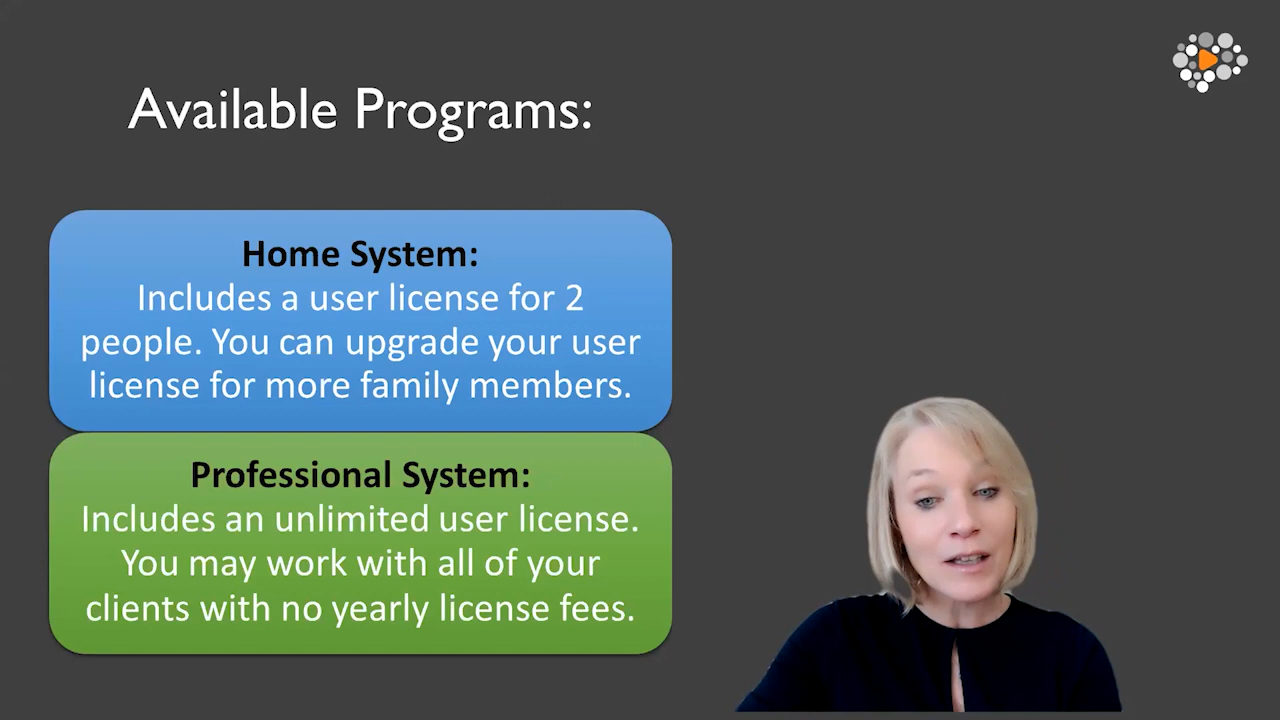 Available Programs:
Home System:
Includes a user license for 2
people. You can upgrade your user
license for more family members.
Professional System:
Includes an unlimited user license.
You may work with all of your
clients with no yearly license fees.